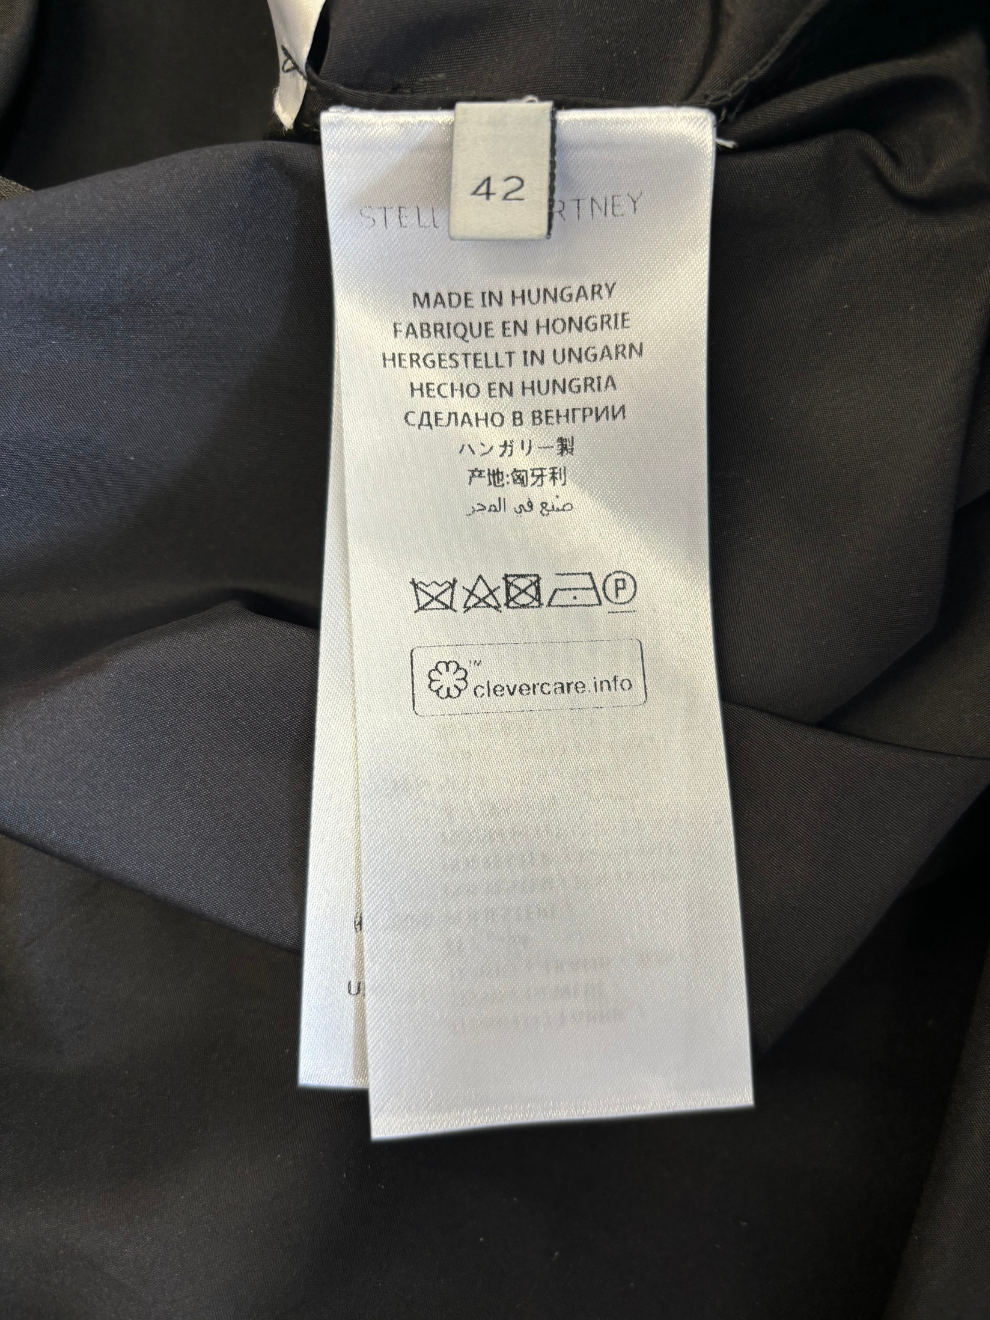 42
STELL RTNEY
MADE IN HUNGARY
FABRIQUE EN HONGRIE
HERGESTELLT IN UNGARN
HECHO EN HUNGRIA
СДЕЛАНО В ВЕНГРИИ
ハンガリー製
产地:匈牙利
صنع في المجر
P
clevercare.info
TM